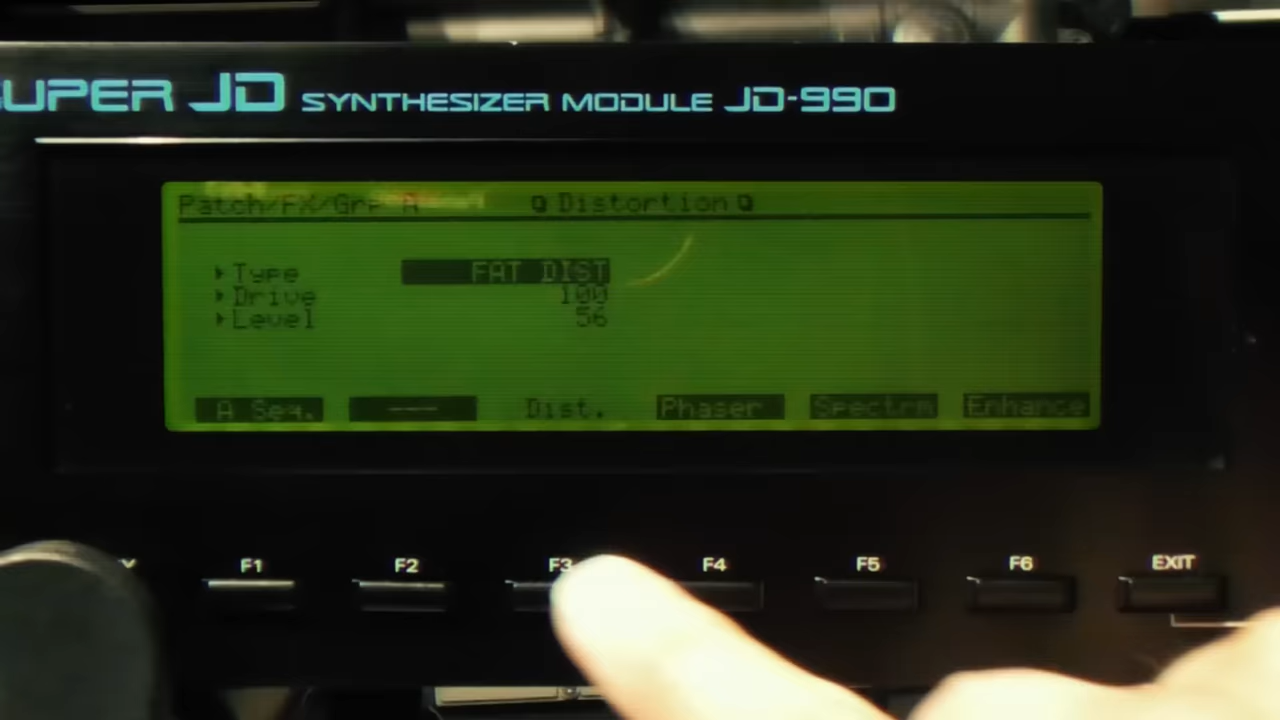 SUPER JD SYNTHESIZER MODULE JD-990
Patch/FX/Grp A Distortion
Type FAT DIST
Drive 100
Level 56
A Seq. --- Dist. Phaser Spectrm Enhance
F1 F2 F3 F4 F5 F6 EXIT